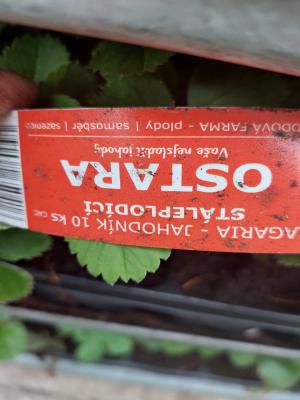 AGARIA - JAHODNÍK 10 KS C/K
STÁLEPLODICÍ
OSTARA
Vaše nejsladší jahody
ODOVÁ FARMA - plody | samosběr | sazenice